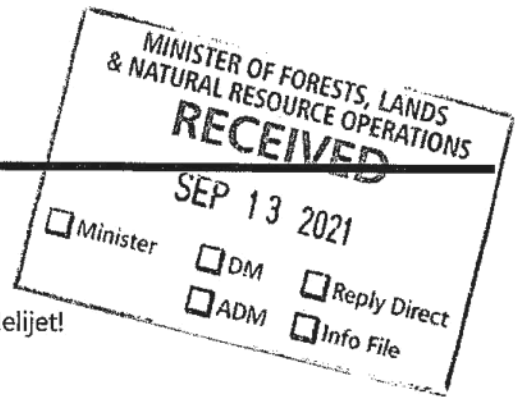 MINISTER OF FORESTS, LANDS
& NATURAL RESOURCE OPERATIONS
RECEIVED
SEP 13 2021
☐ Minister ☐ DM ☐ Reply Direct
☐ ADM ☐ Info File
elijet!